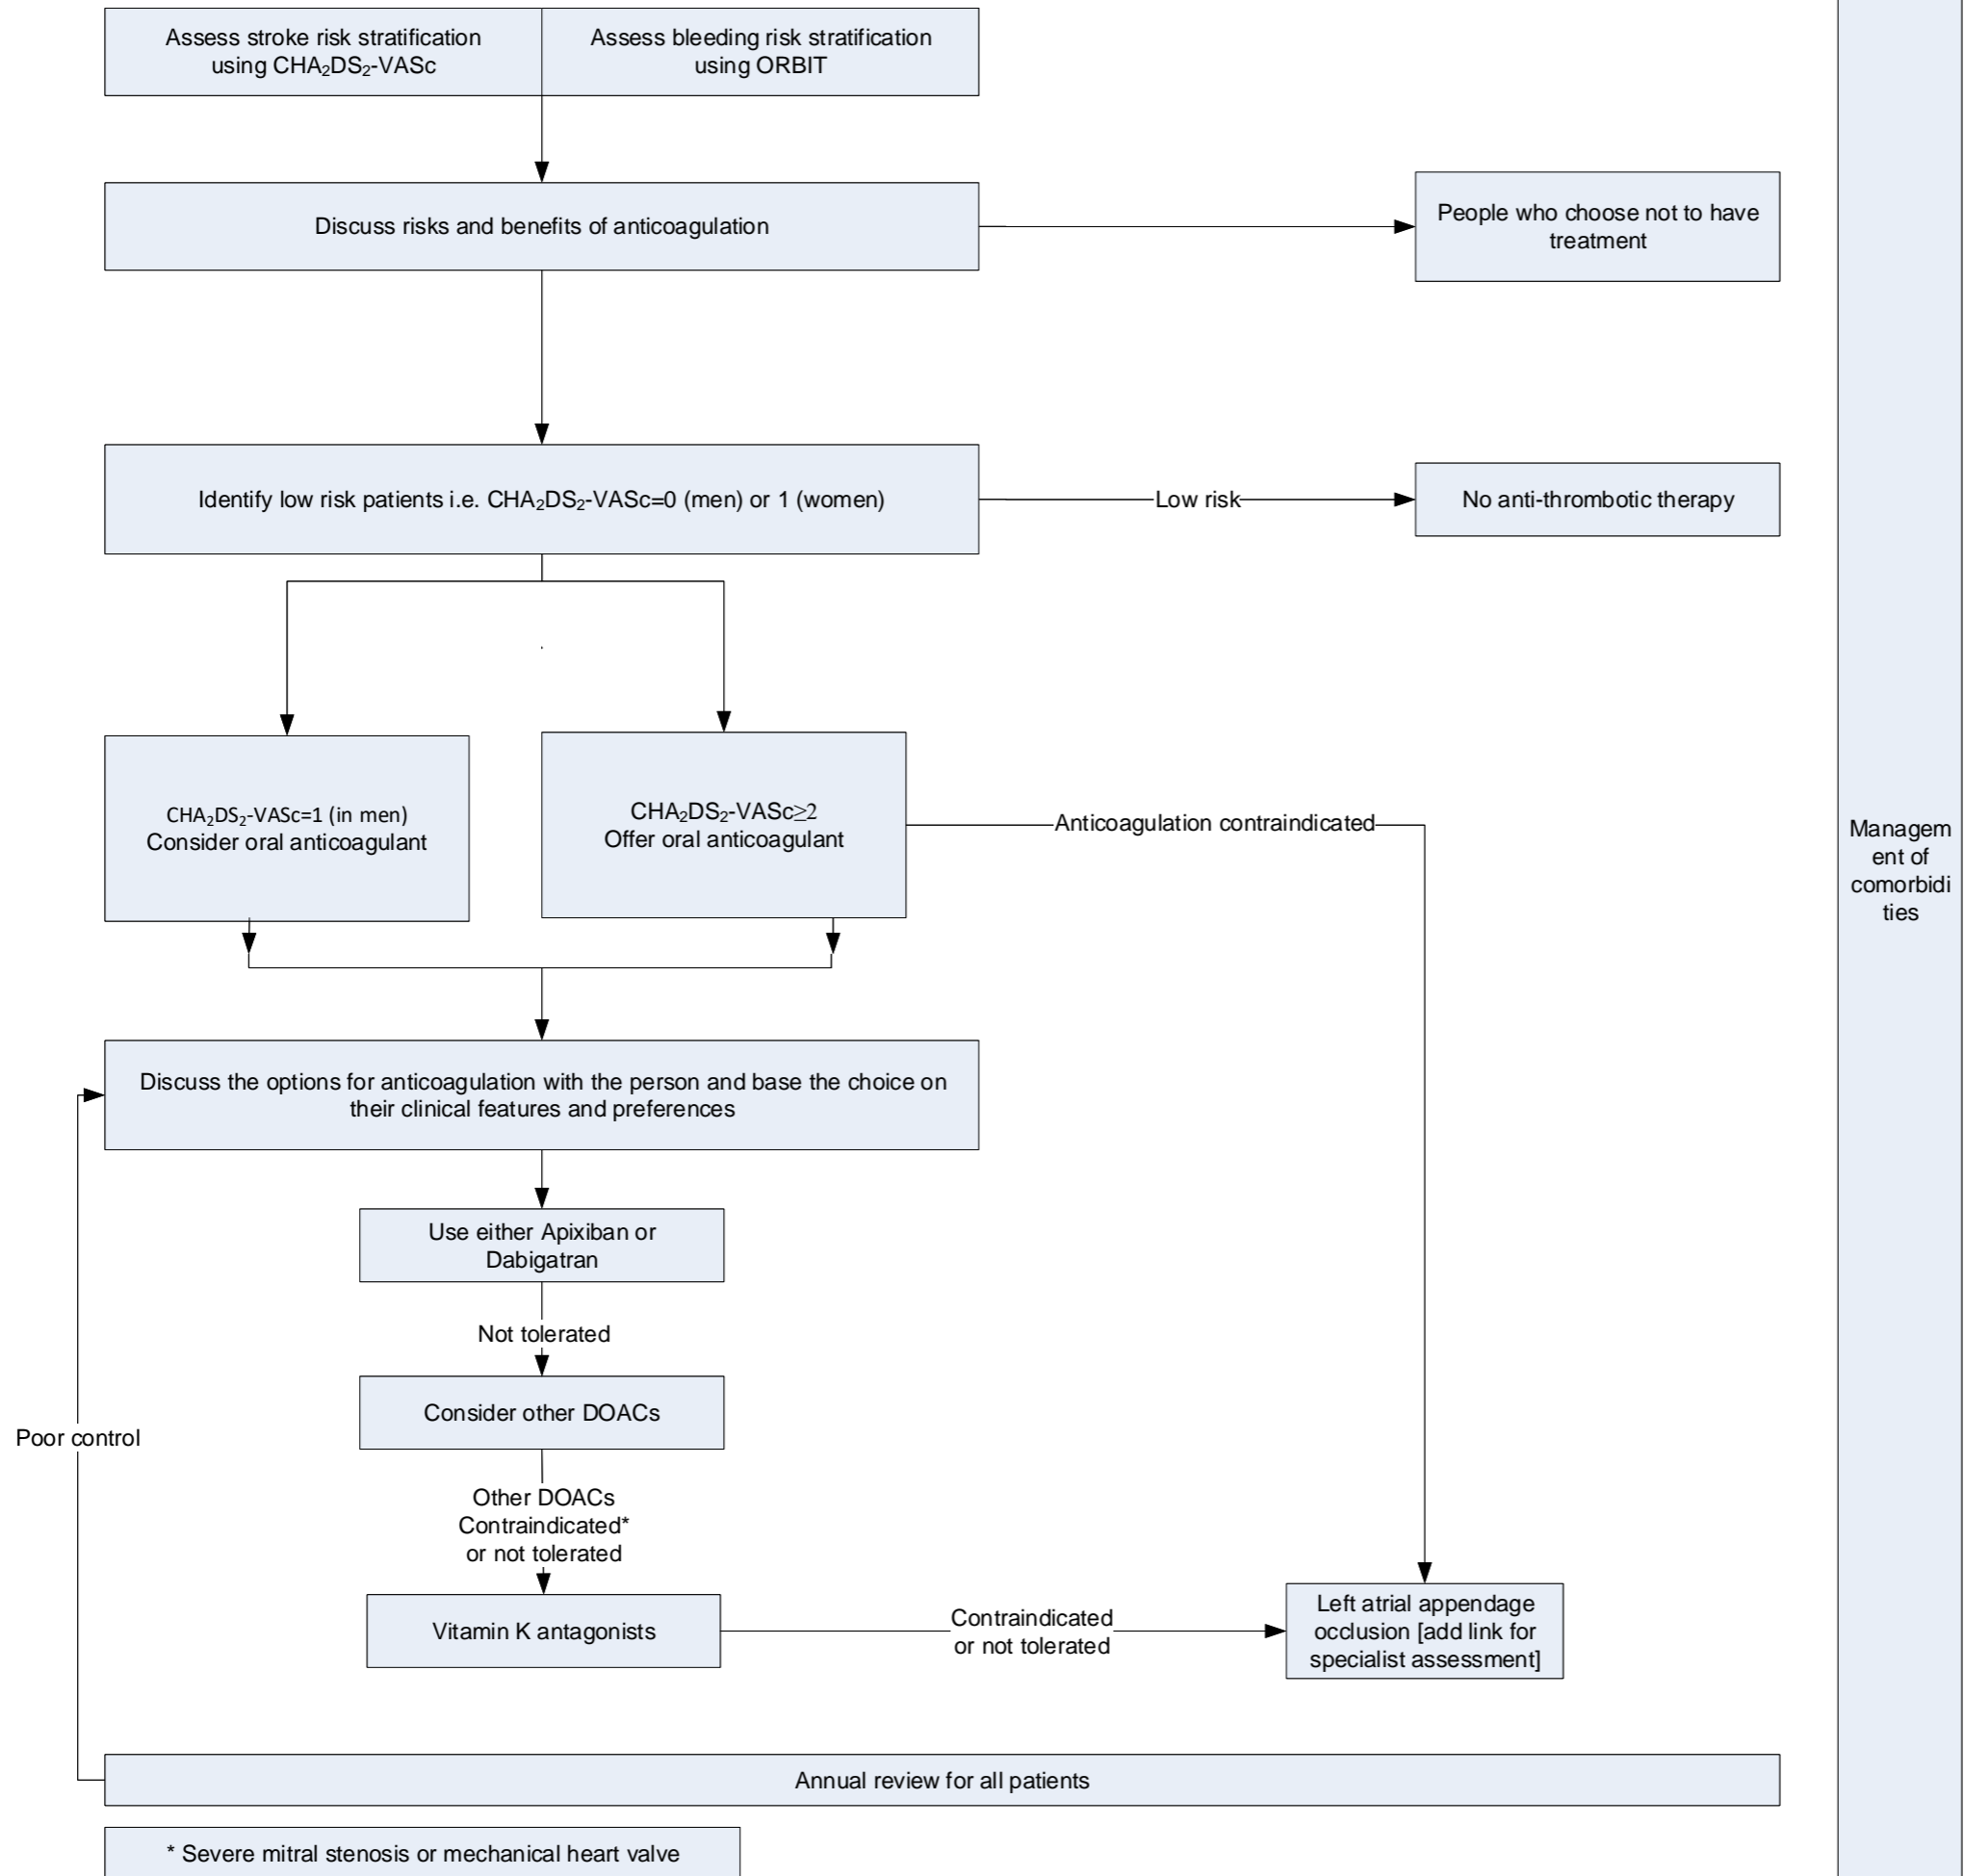 Assess stroke risk stratification
using CHA₂DS₂-VASc
Assess bleeding risk stratification
using ORBIT
Discuss risks and benefits of anticoagulation
People who choose not to have
treatment
Identify low risk patients i.e. CHA₂DS₂-VASc=0 (men) or 1 (women)
Low risk
No anti-thrombotic therapy
CHA₂DS₂-VASc=1 (in men)
Consider oral anticoagulant
CHA₂DS₂-VASc≥2
Offer oral anticoagulant
Anticoagulation contraindicated
Managem
ent of
comorbidi
ties
Discuss the options for anticoagulation with the person and base the choice on
their clinical features and preferences
Use either Apixiban or
Dabigatran
Not tolerated
Consider other DOACs
Poor control
Other DOACs
Contraindicated*
or not tolerated
Vitamin K antagonists
Contraindicated
or not tolerated
Left atrial appendage
occlusion [add link for
specialist assessment]
Annual review for all patients
* Severe mitral stenosis or mechanical heart valve